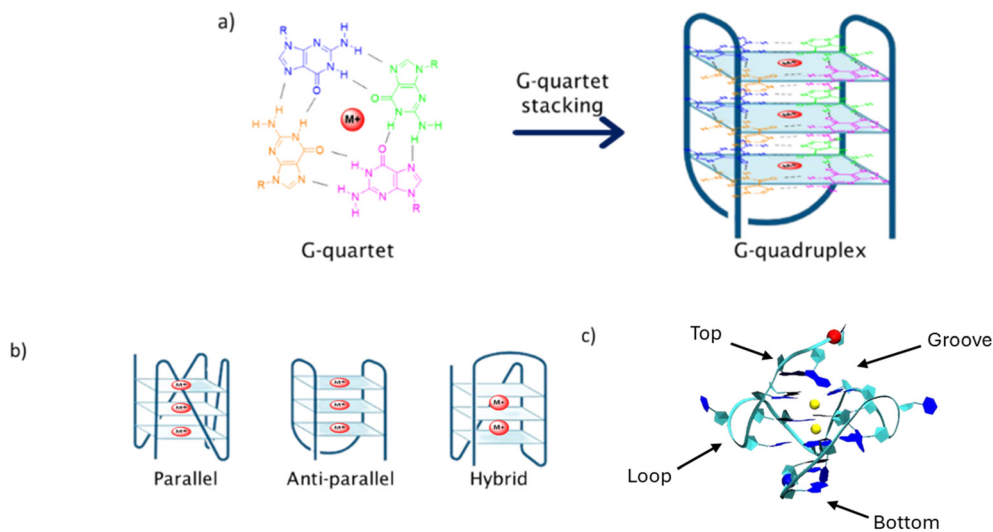 a)
R
N
N
N
H
N
H
N
H
O
N
N
R
N
O
N
H
N
H
H
M+
H
H
N
N
H
N
O
N
N
R
O
N
H
N
N
N
R
H
N
H
G-quartet
G-quartet
stacking
G-quadruplex
b)
M+
M+
M+
Parallel
M+
M+
M+
Anti-parallel
M+
M+
Hybrid
c)
Top
Groove
Loop
Bottom